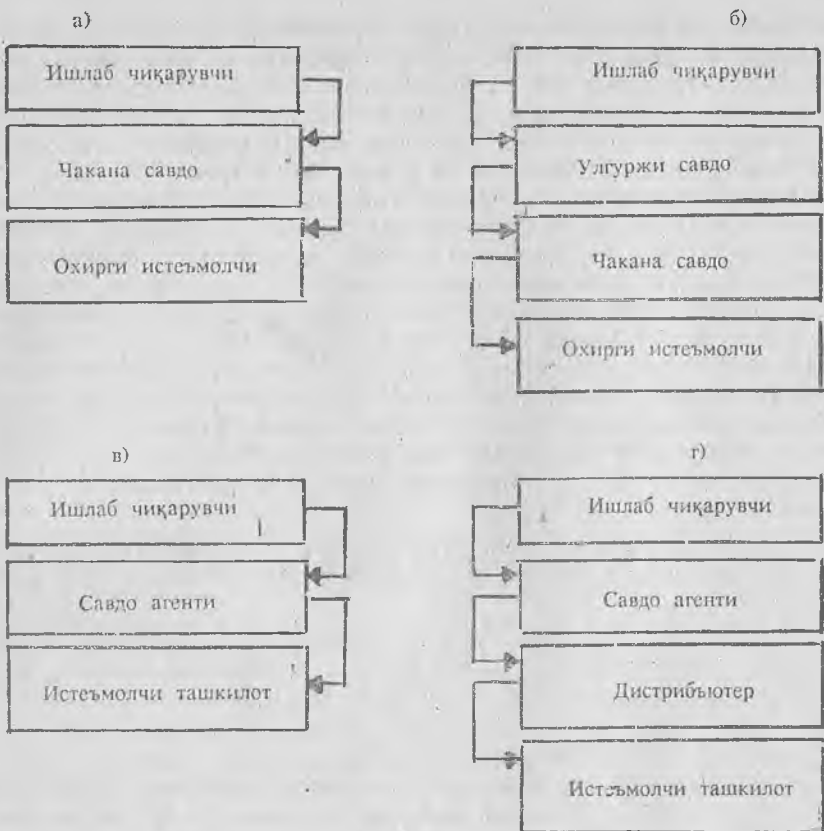 а)
Ишлаб чиқарувчи
Чакана савдо
Охирги истеъмолчи
б)
Ишлаб чиқарувчи
Улгуржи савдо
Чакана савдо
Охирги истеъмолчи
в)
Ишлаб чиқарувчи
Савдо агенти
Истеъмолчи ташкилот
г)
Ишлаб чиқарувчи
Савдо агенти
Дистрибъютер
Истеъмолчи ташкилот